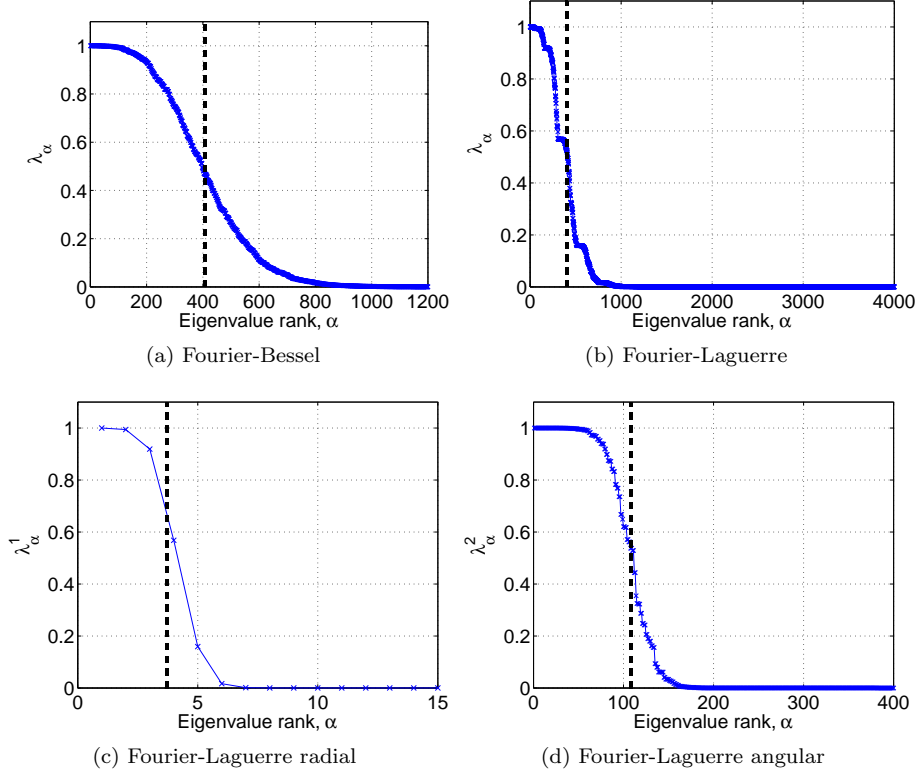 1
0.8
0.6
0.4
0.2
0
λα
0 200 400 600 800 1000 1200
Eigenvalue rank, α
(a) Fourier-Bessel
1
0.8
0.6
0.4
0.2
0
λα
0 1000 2000 3000 4000
Eigenvalue rank, α
(b) Fourier-Laguerre
1
0.8
0.6
0.4
0.2
0
λ¹α
0 5 10 15
Eigenvalue rank, α
(c) Fourier-Laguerre radial
1
0.8
0.6
0.4
0.2
0
λ²α
0 100 200 300 400
Eigenvalue rank, α
(d) Fourier-Laguerre angular